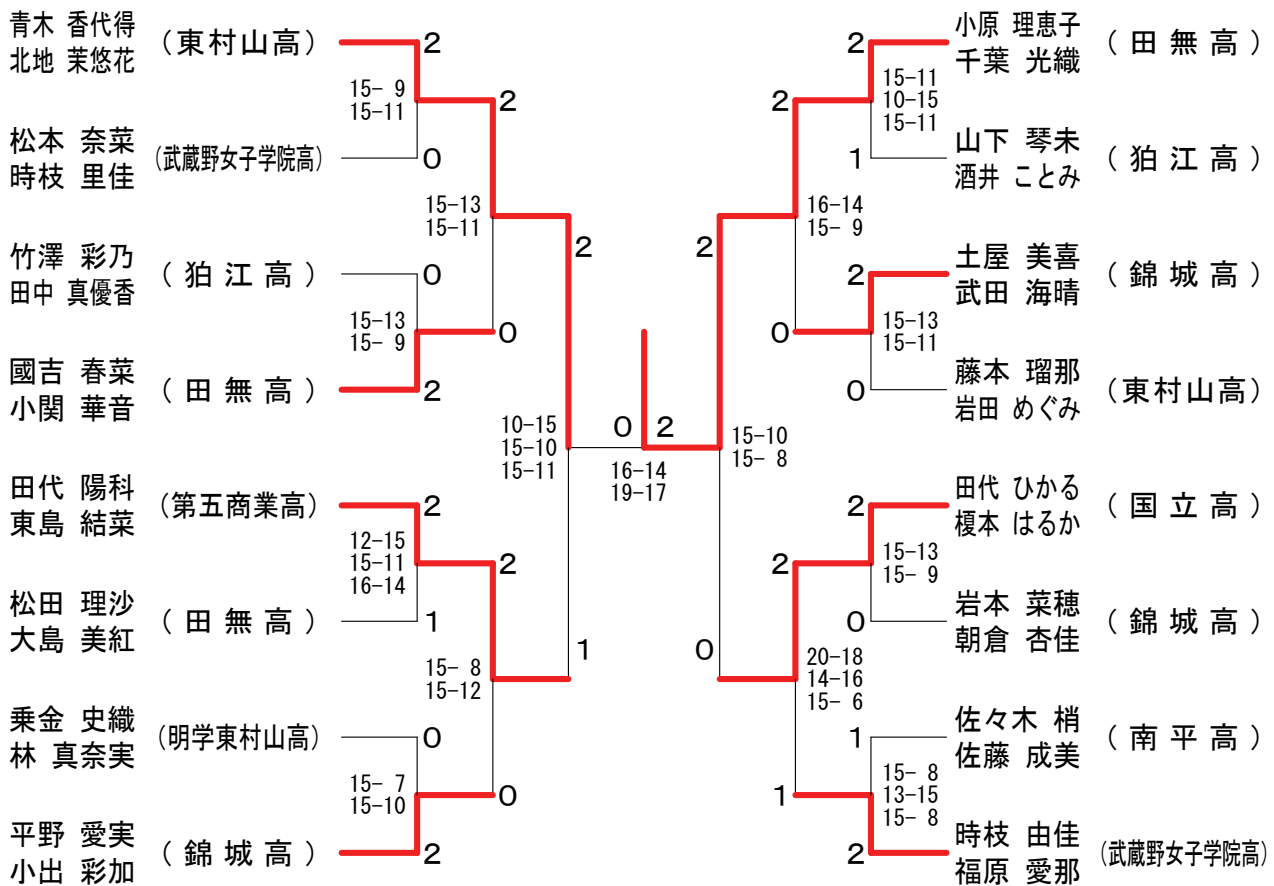 青木 香代得
北地 茉悠花
(東村山高)
2
15- 9
15-11
2
松本 奈菜
時枝 里佳
(武蔵野女子学院高)
0
15-13
15-11
2
竹澤 彩乃
田中 真優香
(狛江高)
0
15-13
15- 9
0
國吉 春菜
小関 華音
(田無高)
2
10-15
15-10
15-11
0
2
16-14
19-17
田代 陽科
東島 結菜
(第五商業高)
2
12-15
15-11
16-14
2
松田 理沙
大島 美紅
(田無高)
1
15- 8
15-12
1
乗金 史織
林 真奈実
(明学東村山高)
0
15- 7
15-10
0
平野 愛実
小出 彩加
(錦城高)
2
小原 理恵子
千葉 光織
(田無高)
2
15-11
10-15
15-11
2
山下 琴未
酒井 ことみ
(狛江高)
1
16-14
15- 9
2
土屋 美喜
武田 海晴
(錦城高)
2
15-13
15-11
0
藤本 瑠那
岩田 めぐみ
(東村山高)
0
15-10
15- 8
田代 ひかる
榎本 はるか
(国立高)
2
15-13
15- 9
2
岩本 菜穂
朝倉 杏佳
(錦城高)
0
20-18
14-16
15- 6
0
佐々木 梢
佐藤 成美
(南平高)
1
15- 8
13-15
15- 8
1
時枝 由佳
福原 愛那
(武蔵野女子学院高)
2